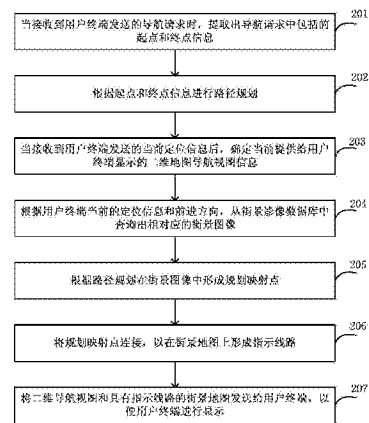 201
当接收到用户终端发送的导航请求时，提取出导航请求中包括的
起点和终点信息
202
根据起点和终点信息进行路径规划
203
当接收到用户终端发送的当前定位信息后，确定当前提供给用户
终端显示的二维地图导航视图信息
204
根据用户终端当前的定位信息和前进方向，从街景影像数据库中
查询出相对应的街景图像
205
根据路径规划在街景图像中形成规划映射点
206
将规划映射点连接，以在街景地图上形成指示线路
207
将二维导航视图和具有指示线路的街景地图发送给用户终端，以
使用户终端进行显示